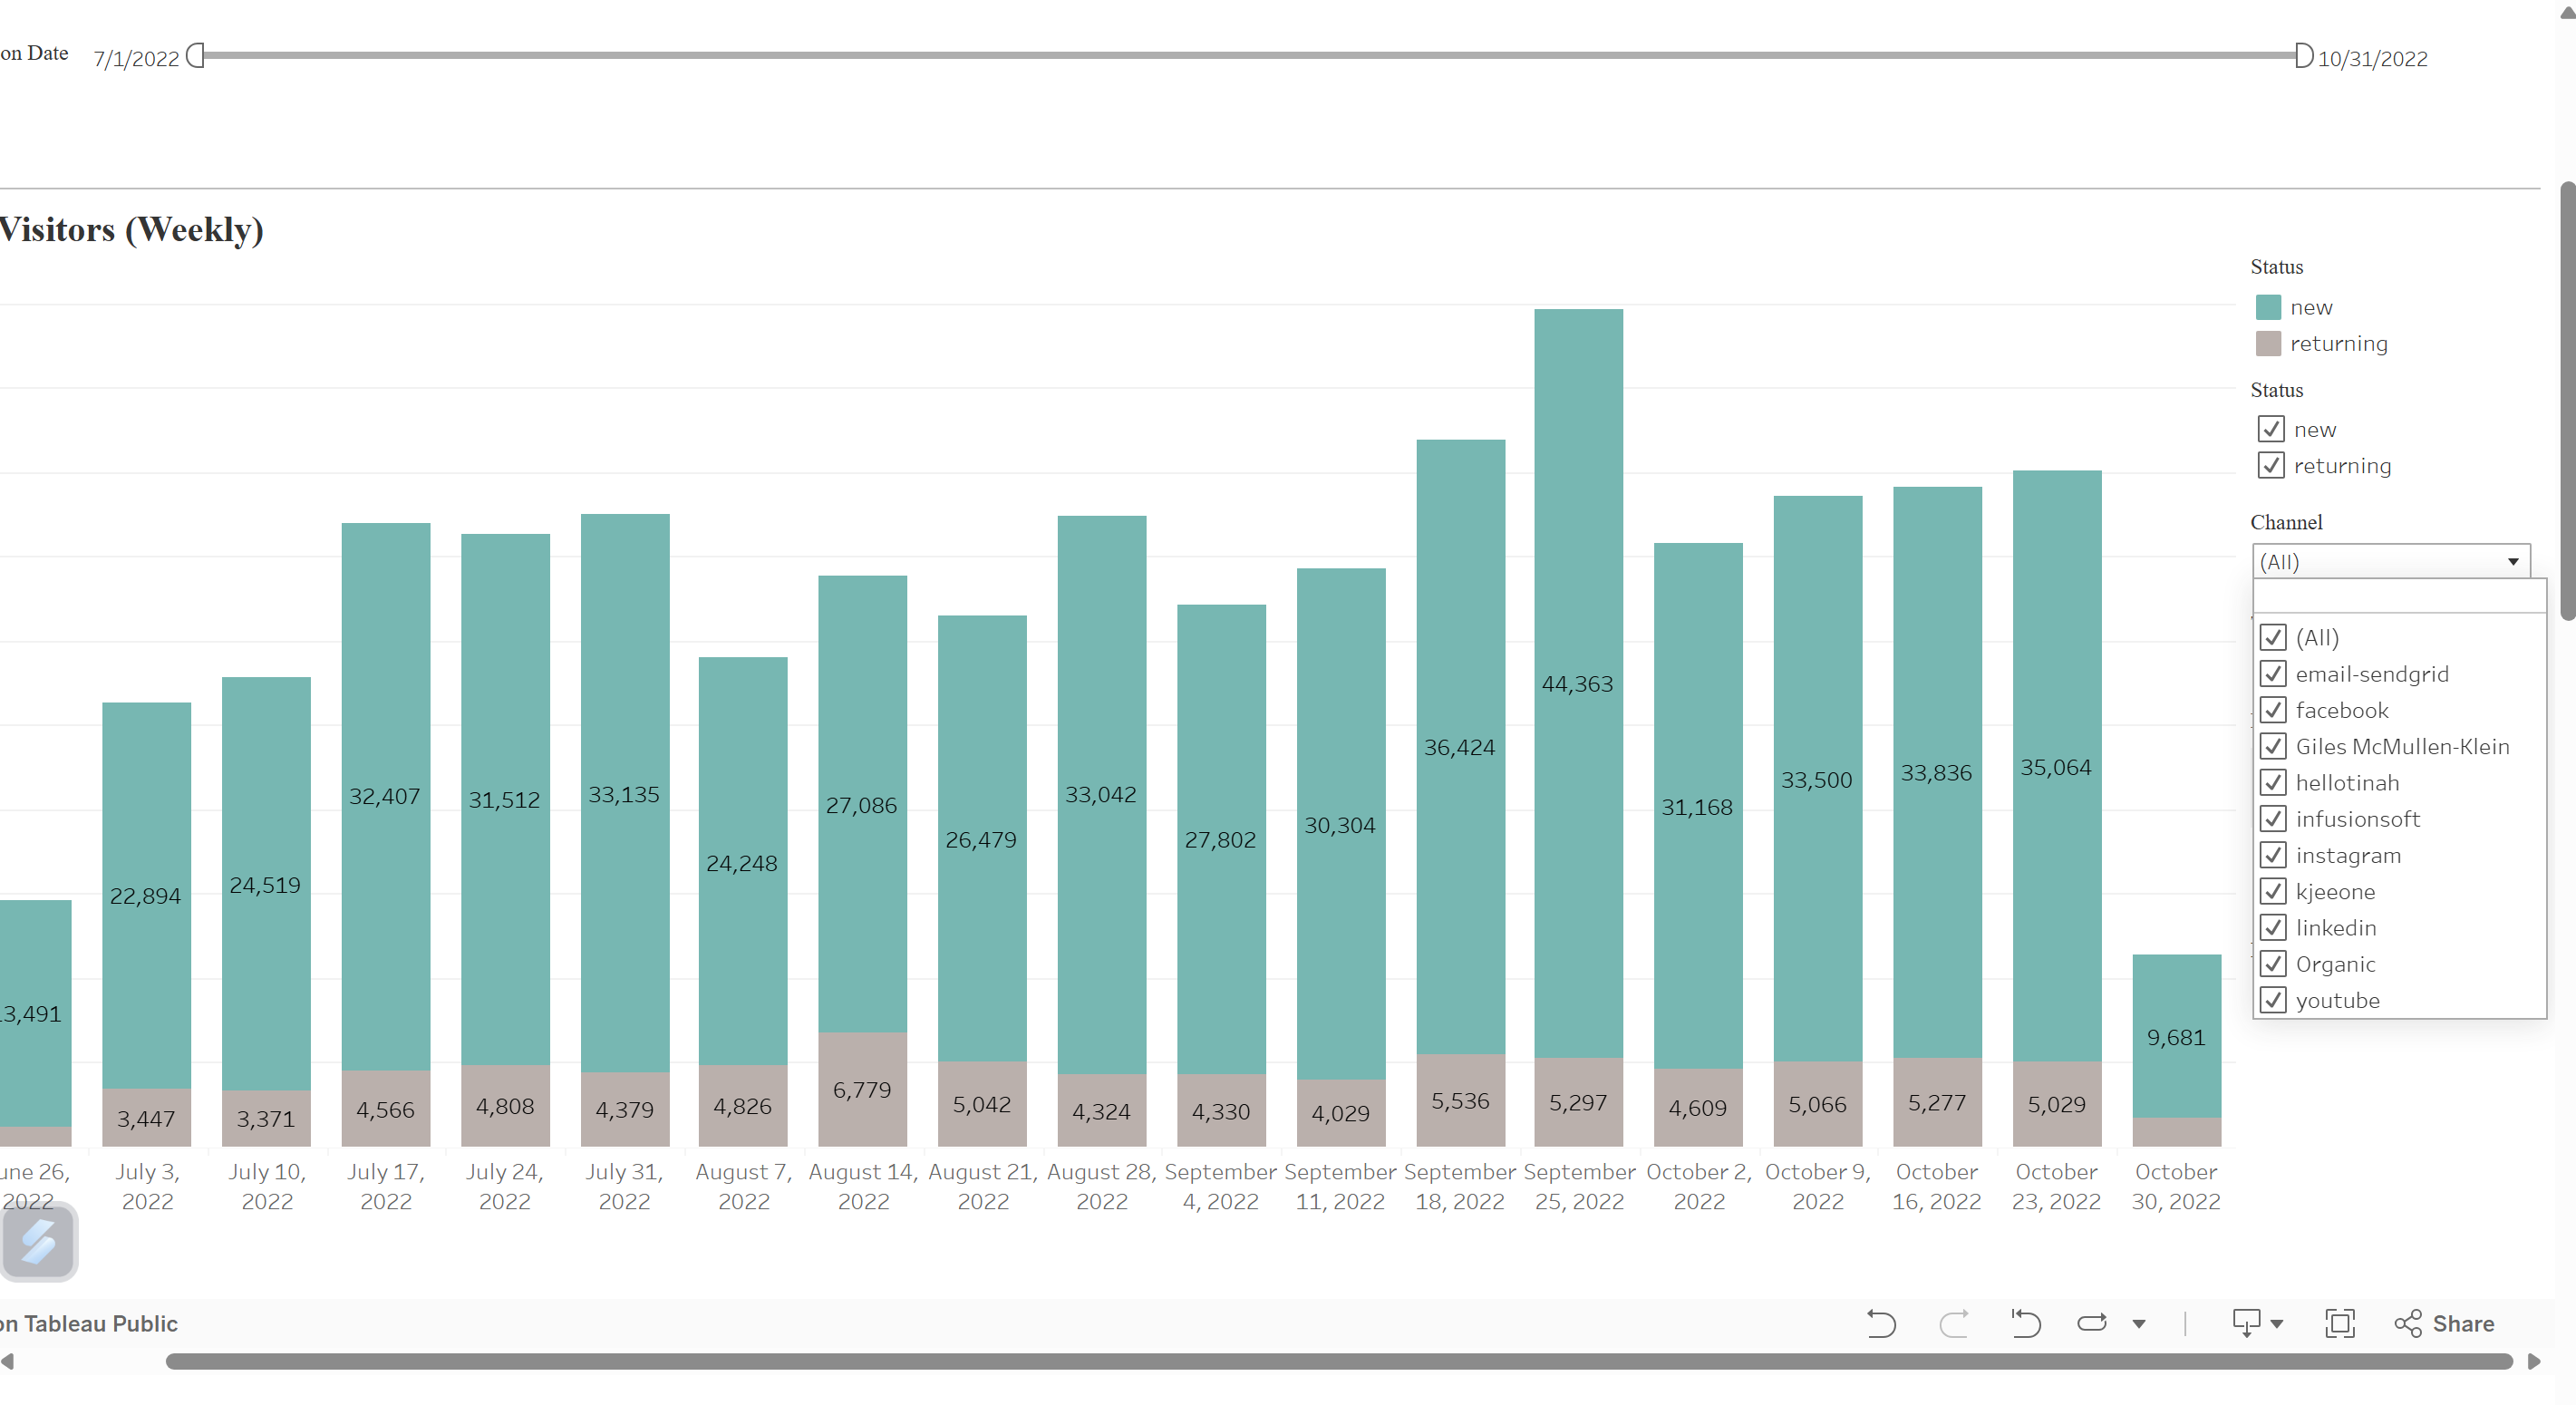 on Date 7/1/2022 10/31/2022
Visitors (Weekly)
Status
new
returning
Status
new
returning
Channel
(All)
(All)
email-sendgrid
facebook
Giles McMullen-Klein
hellotinah
infusionsoft
instagram
kjeeone
linkedin
Organic
youtube
3,491 22,894 24,519 32,407 31,512 33,135 24,248 27,086 26,479 33,042 27,802 30,304 36,424 44,363 31,168 33,500 33,836 35,064 9,681
3,447 3,371 4,566 4,808 4,379 4,826 6,779 5,042 4,324 4,330 4,029 5,536 5,297 4,609 5,066 5,277 5,029
une 26, July 3, July 10, July 17, July 24, July 31, August 7, August 14, August 21, August 28, September September September September October 2, October 9, October October October
2022 2022 2022 2022 2022 2022 2022 2022 2022 2022 4, 2022 11, 2022 18, 2022 25, 2022 2022 2022 16, 2022 23, 2022 30, 2022
on Tableau Public
Share